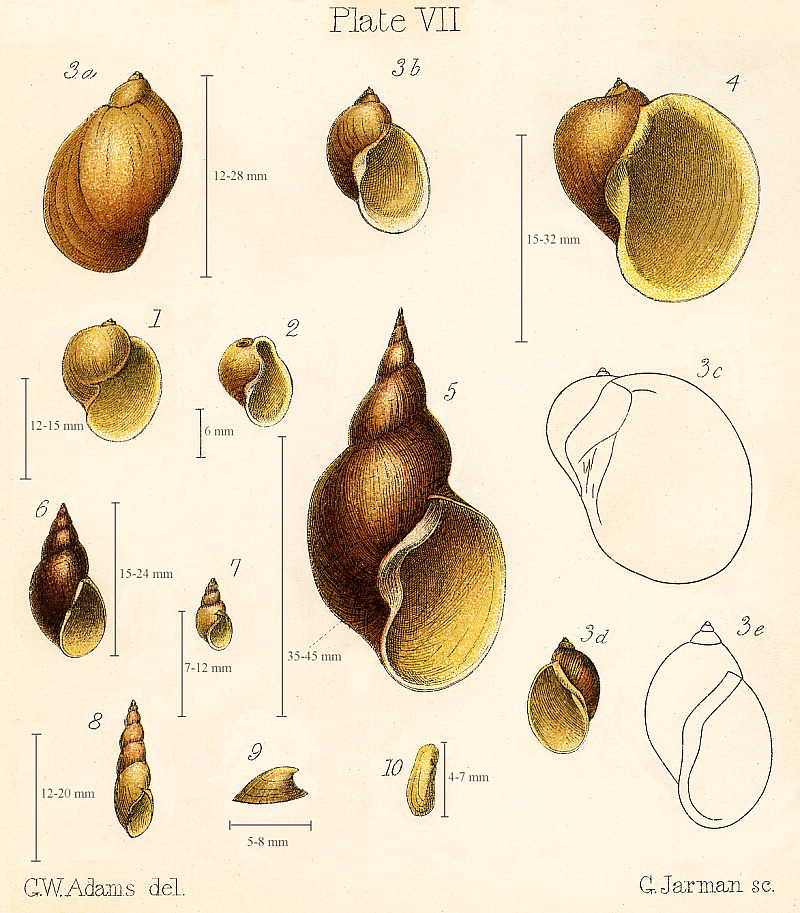 Plate VII
3a
3b
4
12-28 mm
15-32 mm
1
2
12-15 mm
6 mm
5
3c
6
15-24 mm
7
7-12 mm
35-45 mm
3d
3e
8
12-20 mm
9
5-8 mm
10
4-7 mm
G.W.Adams del.
G.Jarman sc.